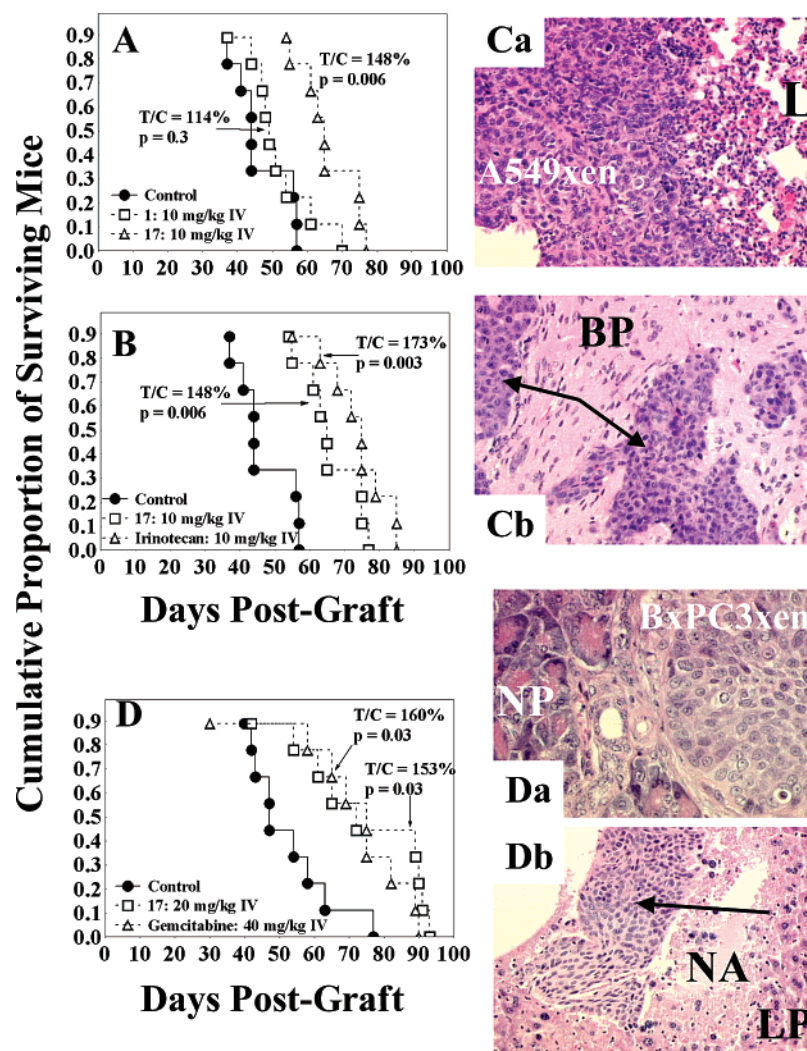 Cumulative Proportion of Surviving Mice
A
0.9
0.8
0.7
0.6
0.5
0.4
0.3
0.2
0.1
0.0
T/C = 148%
p = 0.006
T/C = 114%
p = 0.3
Control
1: 10 mg/kg IV
17: 10 mg/kg IV
0 10 20 30 40 50 60 70 80 90 100
B
0.9
0.8
0.7
0.6
0.5
0.4
0.3
0.2
0.1
0.0
T/C = 173%
p = 0.003
T/C = 148%
p = 0.006
Control
17: 10 mg/kg IV
Irinotecan: 10 mg/kg IV
0 10 20 30 40 50 60 70 80 90 100
Days Post-Graft
D
0.9
0.8
0.7
0.6
0.5
0.4
0.3
0.2
0.1
0.0
T/C = 160%
p = 0.03
T/C = 153%
p = 0.03
Control
17: 20 mg/kg IV
Gemcitabine: 40 mg/kg IV
0 10 20 30 40 50 60 70 80 90 100
Days Post-Graft
Ca
L
A549xen
BP
Cb
BxPC3xen
NP
Da
Db
NA
LP